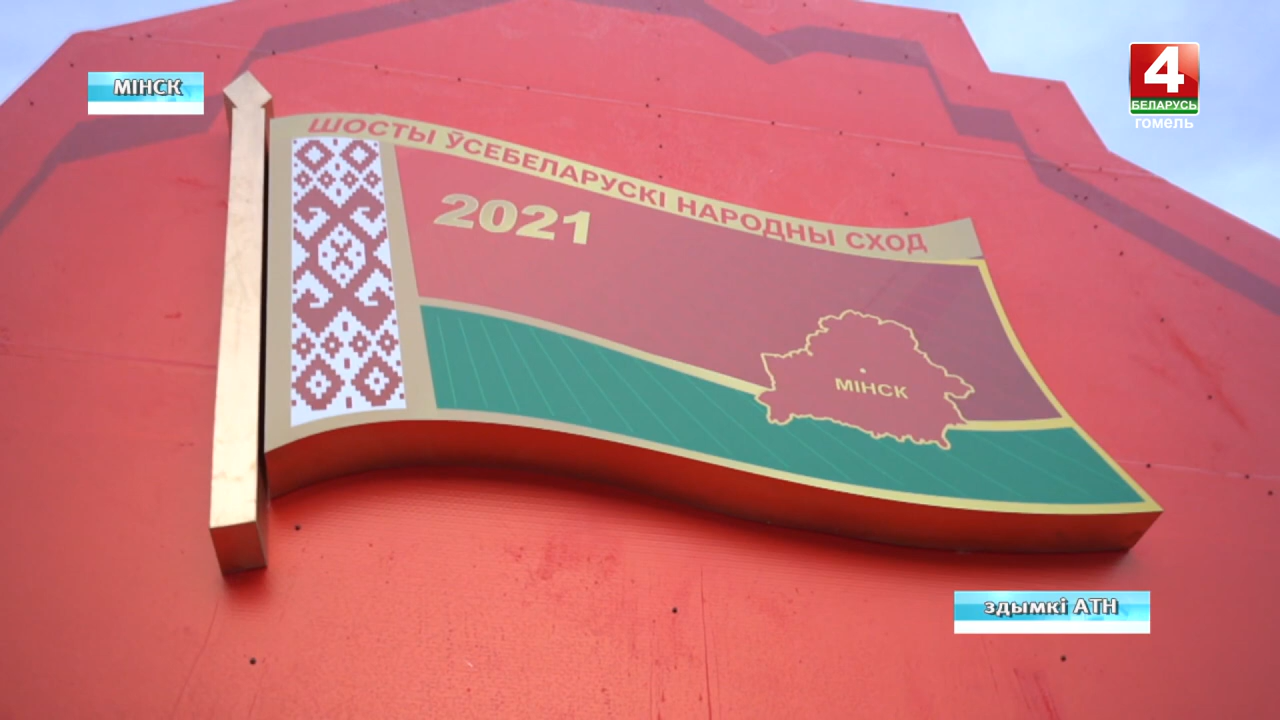 МІНСК
4
БЕЛАРУСЬ
гомель
ШОСТЫ ЎСЕБЕЛАРУСКІ НАРОДНЫ СХОД
2021
МІНСК
здымкі АТН